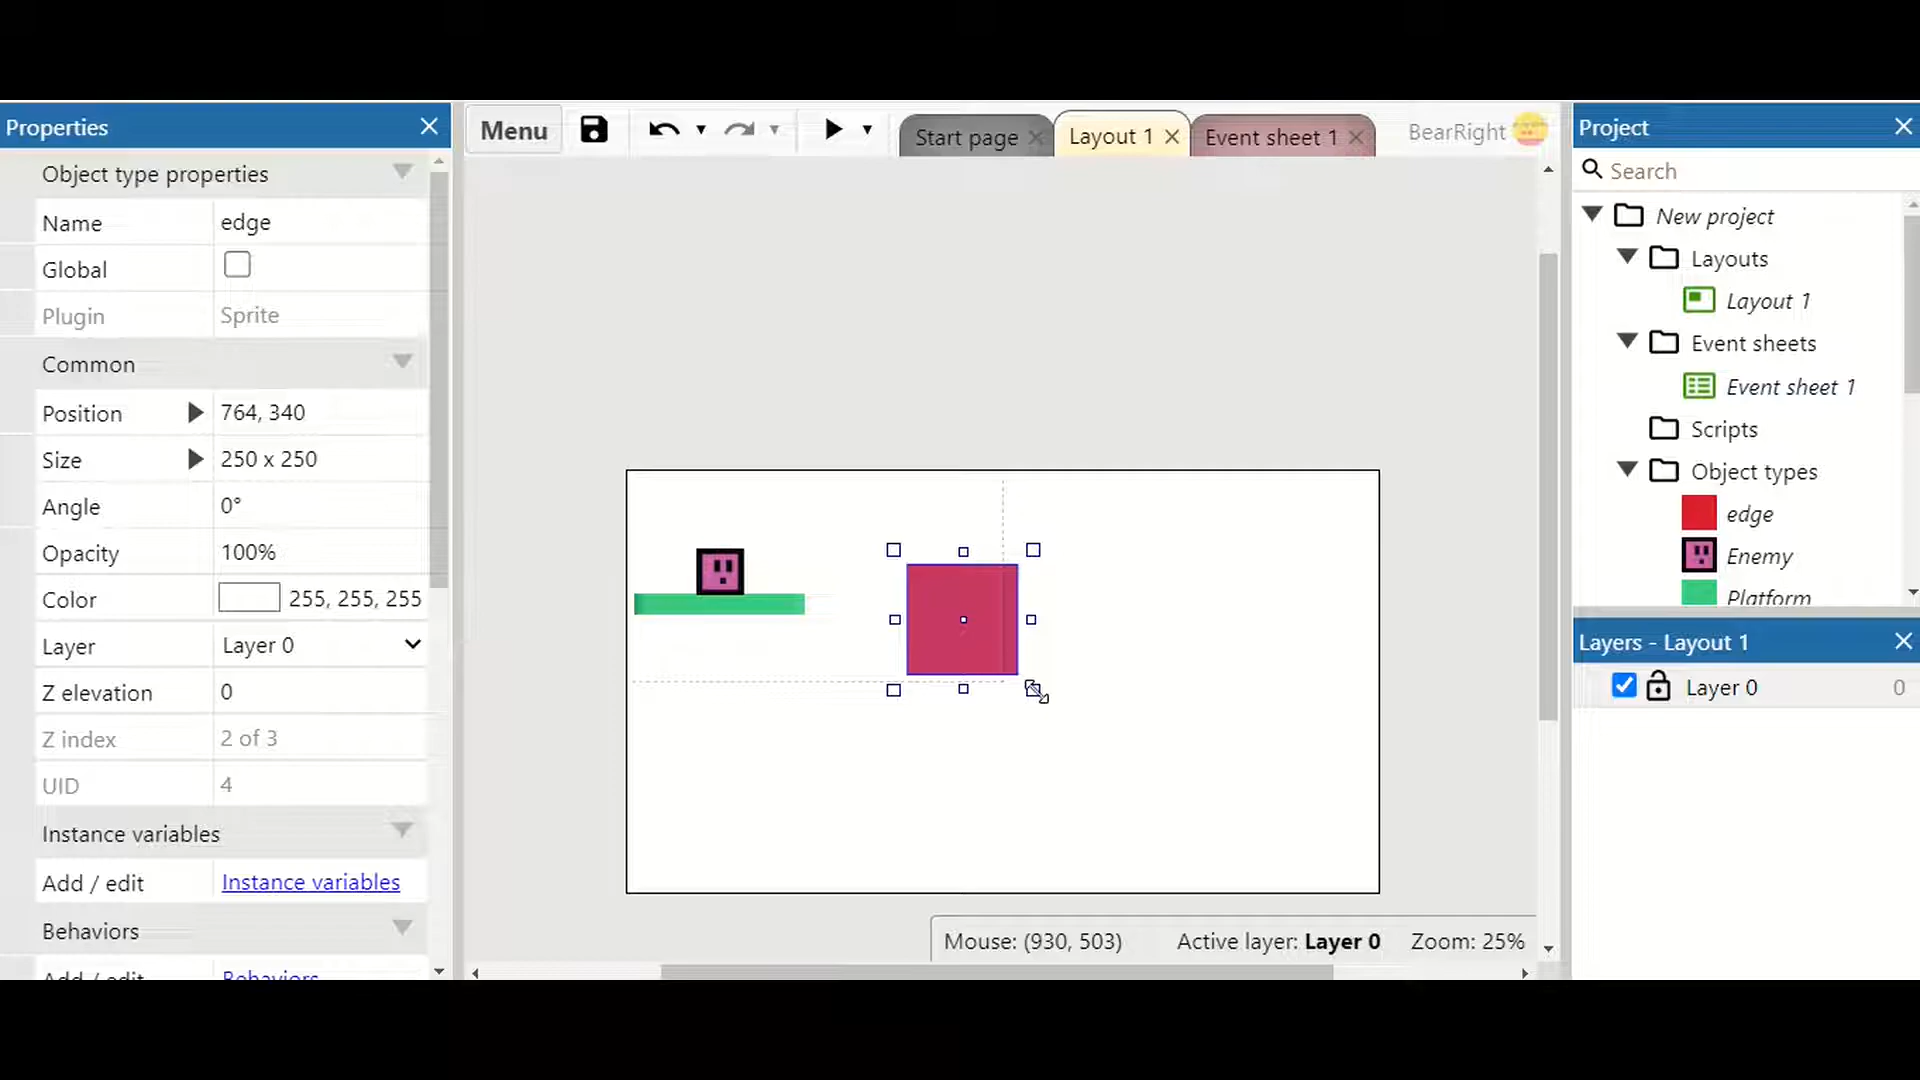 Properties
Object type properties
Name edge
Global
Plugin Sprite
Common
Position 764, 340
Size 250 x 250
Angle 0°
Opacity 100%
Color 255, 255, 255
Layer Layer 0
Z elevation 0
Z index 2 of 3
UID 4
Instance variables
Add / edit Instance variables
Behaviors
Add / edit Behaviors
Menu
Start page
Layout 1
Event sheet 1
BearRight
Mouse: (930, 503) Active layer: Layer 0 Zoom: 25%
Project
Search
New project
Layouts
Layout 1
Event sheets
Event sheet 1
Scripts
Object types
edge
Enemy
Platform
Layers - Layout 1
Layer 0 0